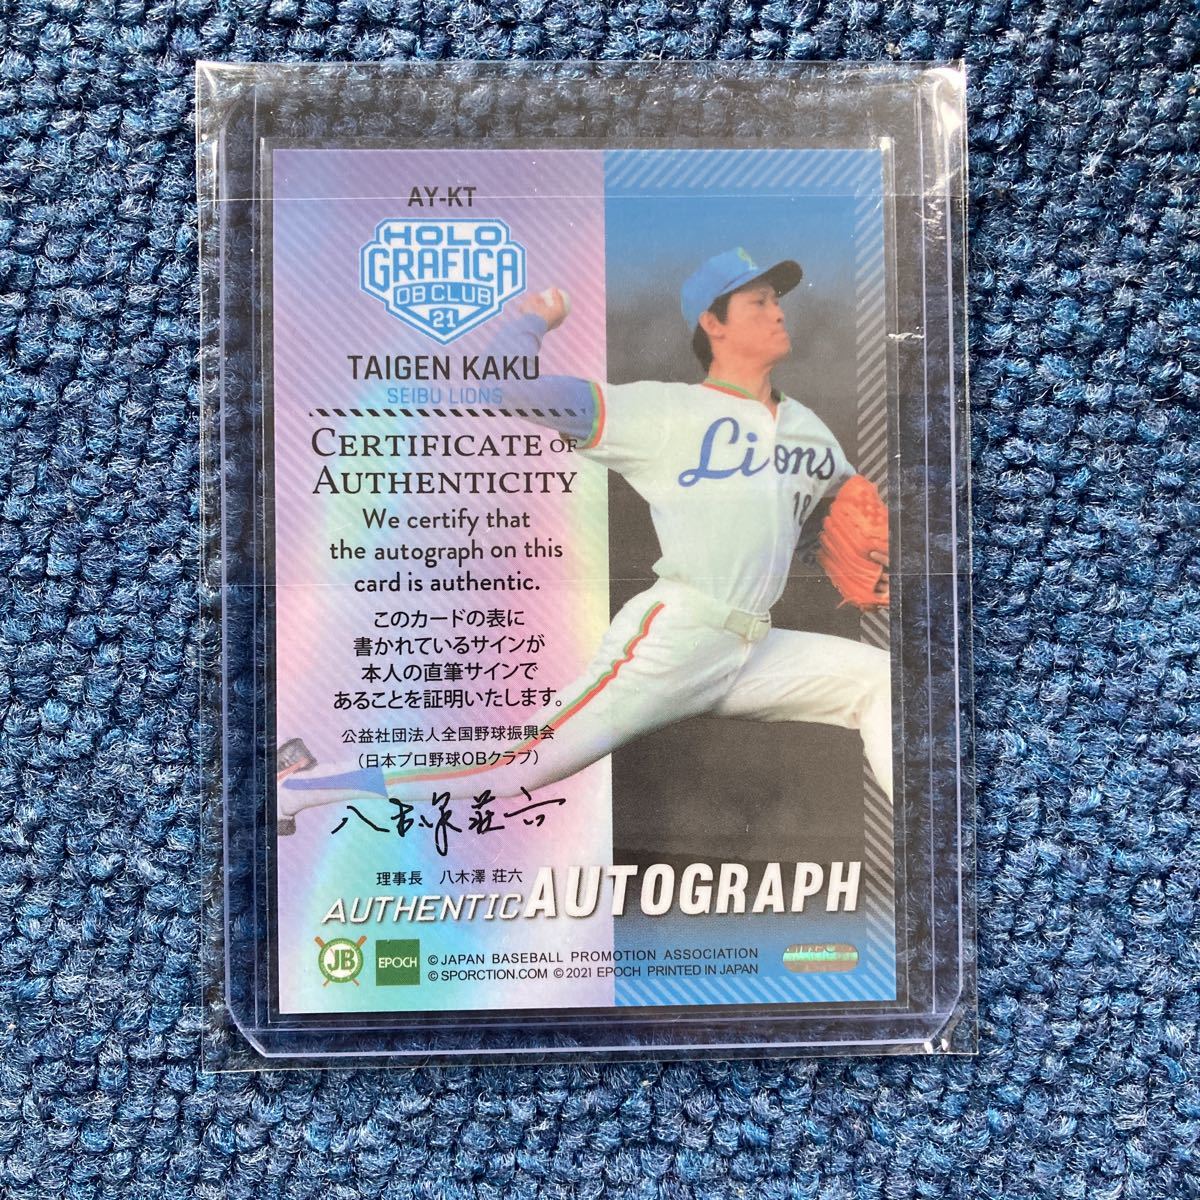 AY-KT
HOLO
GRAFICA
OB CLUB
21
TAIGEN KAKU
SEIBU LIONS
CERTIFICATE OF
AUTHENTICITY
We certify that
the autograph on this
card is authentic.
このカードの表に
書かれているサインが
本人の直筆サインで
あることを証明いたします。
公益社団法人全国野球振興会
(日本プロ野球OBクラブ)
八木澤荘六
理事長 八木澤 荘六
AUTHENTIC AUTOGRAPH
JB
EPOCH
© JAPAN BASEBALL PROMOTION ASSOCIATION
© SPORCTION.COM © 2021 EPOCH PRINTED IN JAPAN
Lions
18